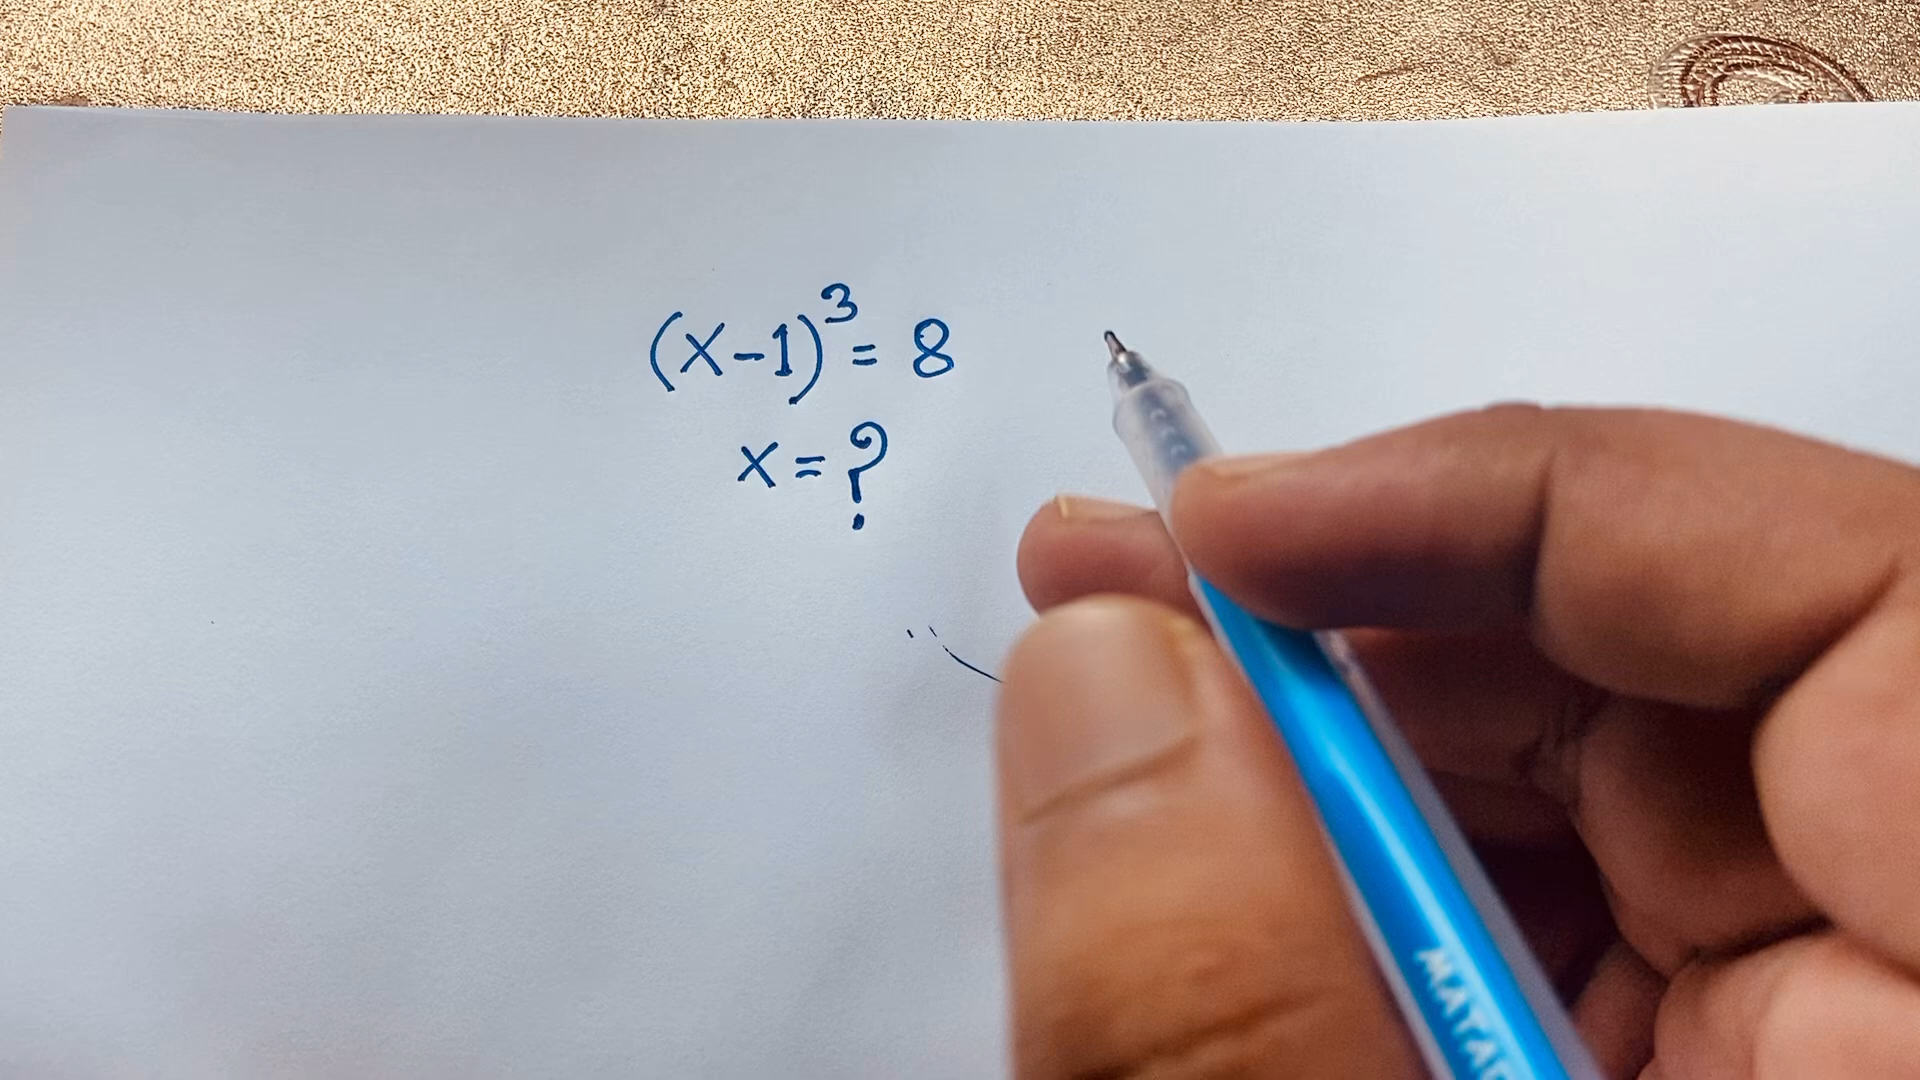 (x-1)³ = 8
x = ?